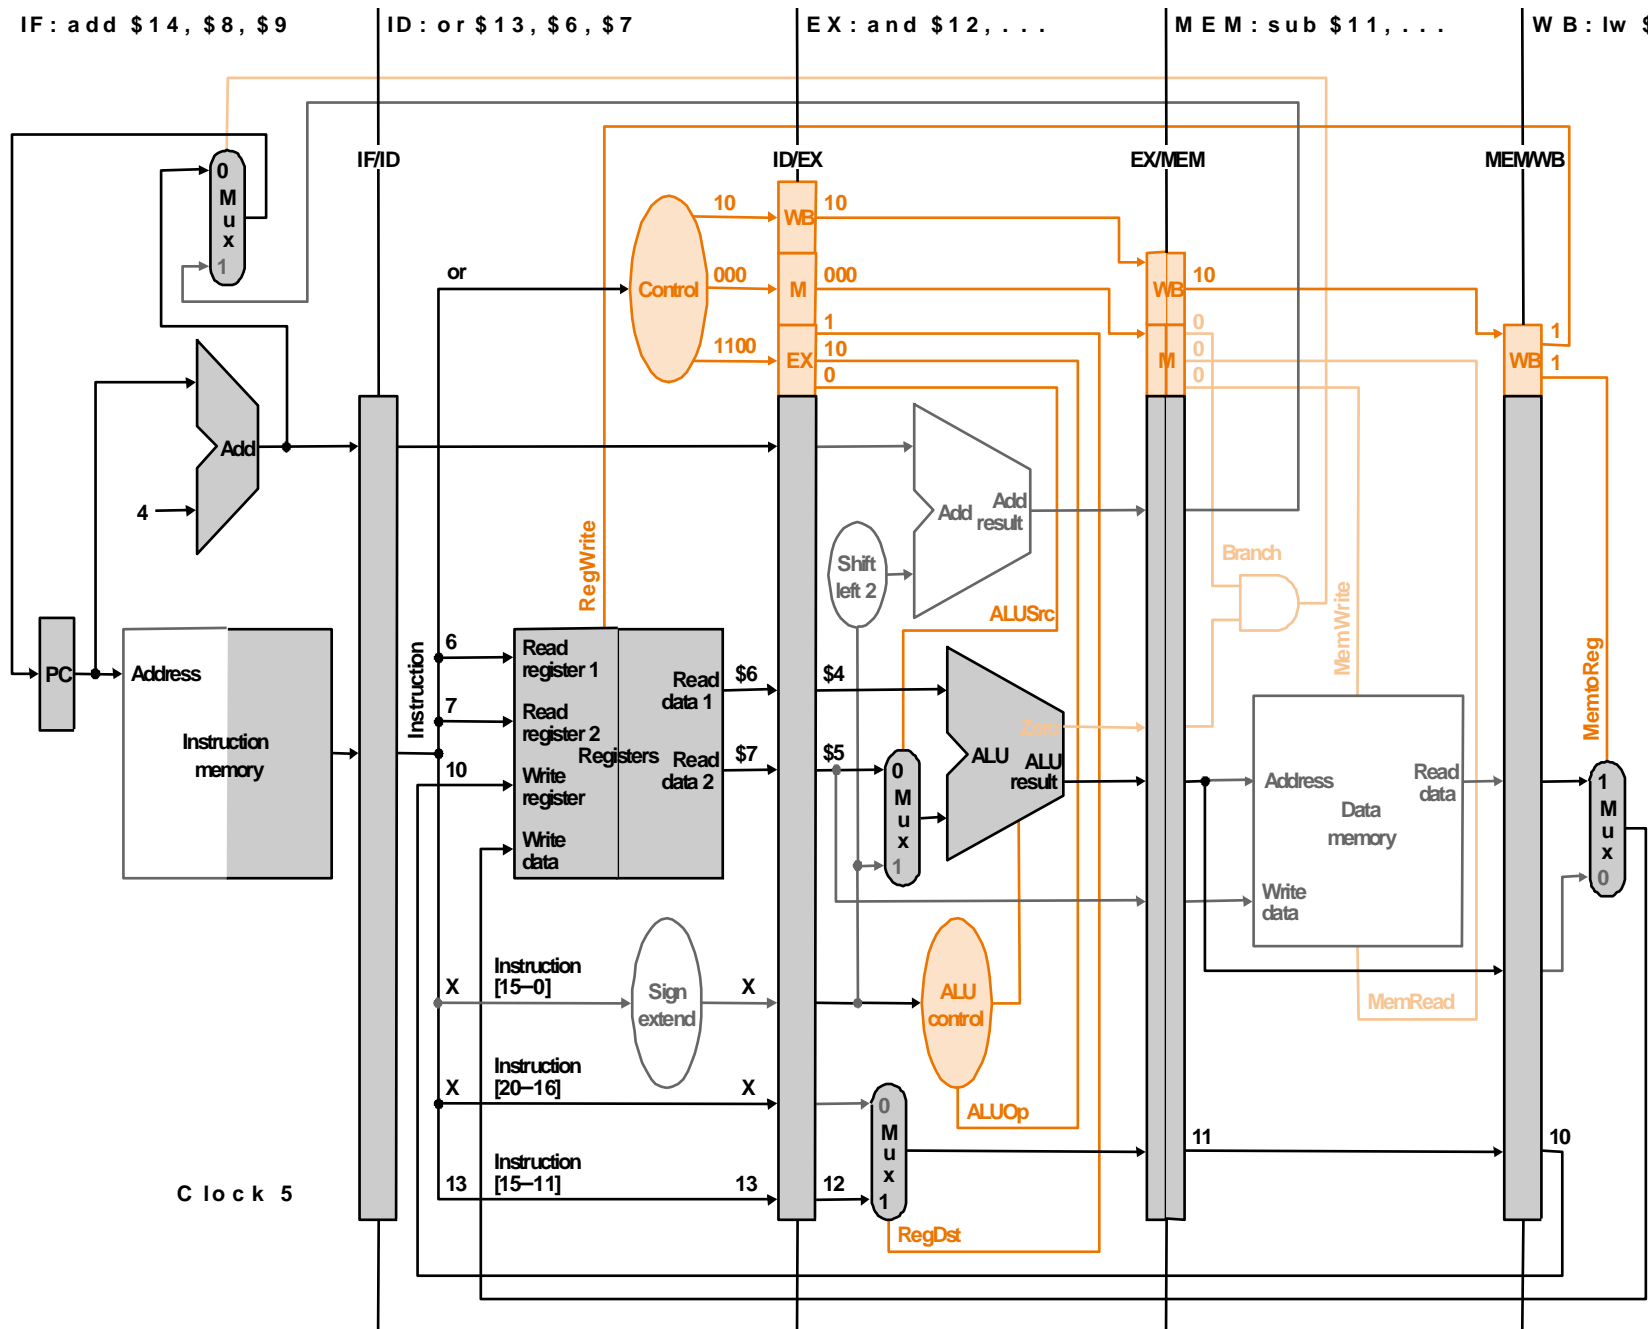 IF: add $14, $8, $9
ID: or $13, $6, $7
EX: and $12, . . .
MEM: sub $11, . . .
WB: lw $
IF/ID
ID/EX
EX/MEM
MEM/WB
0
M
u
x
1
or
Control
10
WB
10
000
M
000
1100
EX
1
10
0
WB
10
M
0
0
0
WB
1
1
Add
4
RegWrite
Shift
left 2
Add
Add
result
Branch
ALUSrc
MemWrite
MemtoReg
PC
Address
Instruction
memory
Instruction
6
7
10
Read
register 1
Read
register 2
Registers
Write
register
Write
data
Read
data 1
Read
data 2
$6
$7
$4
$5
0
M
u
x
1
Zero
ALU
ALU
result
Address
Read
data
Data
memory
Write
data
1
M
u
x
0
X
Instruction
[15–0]
Sign
extend
X
ALU
control
MemRead
X
Instruction
[20–16]
X
ALUOp
0
M
u
x
1
13
Instruction
[15–11]
13
12
RegDst
11
10
Clock 5